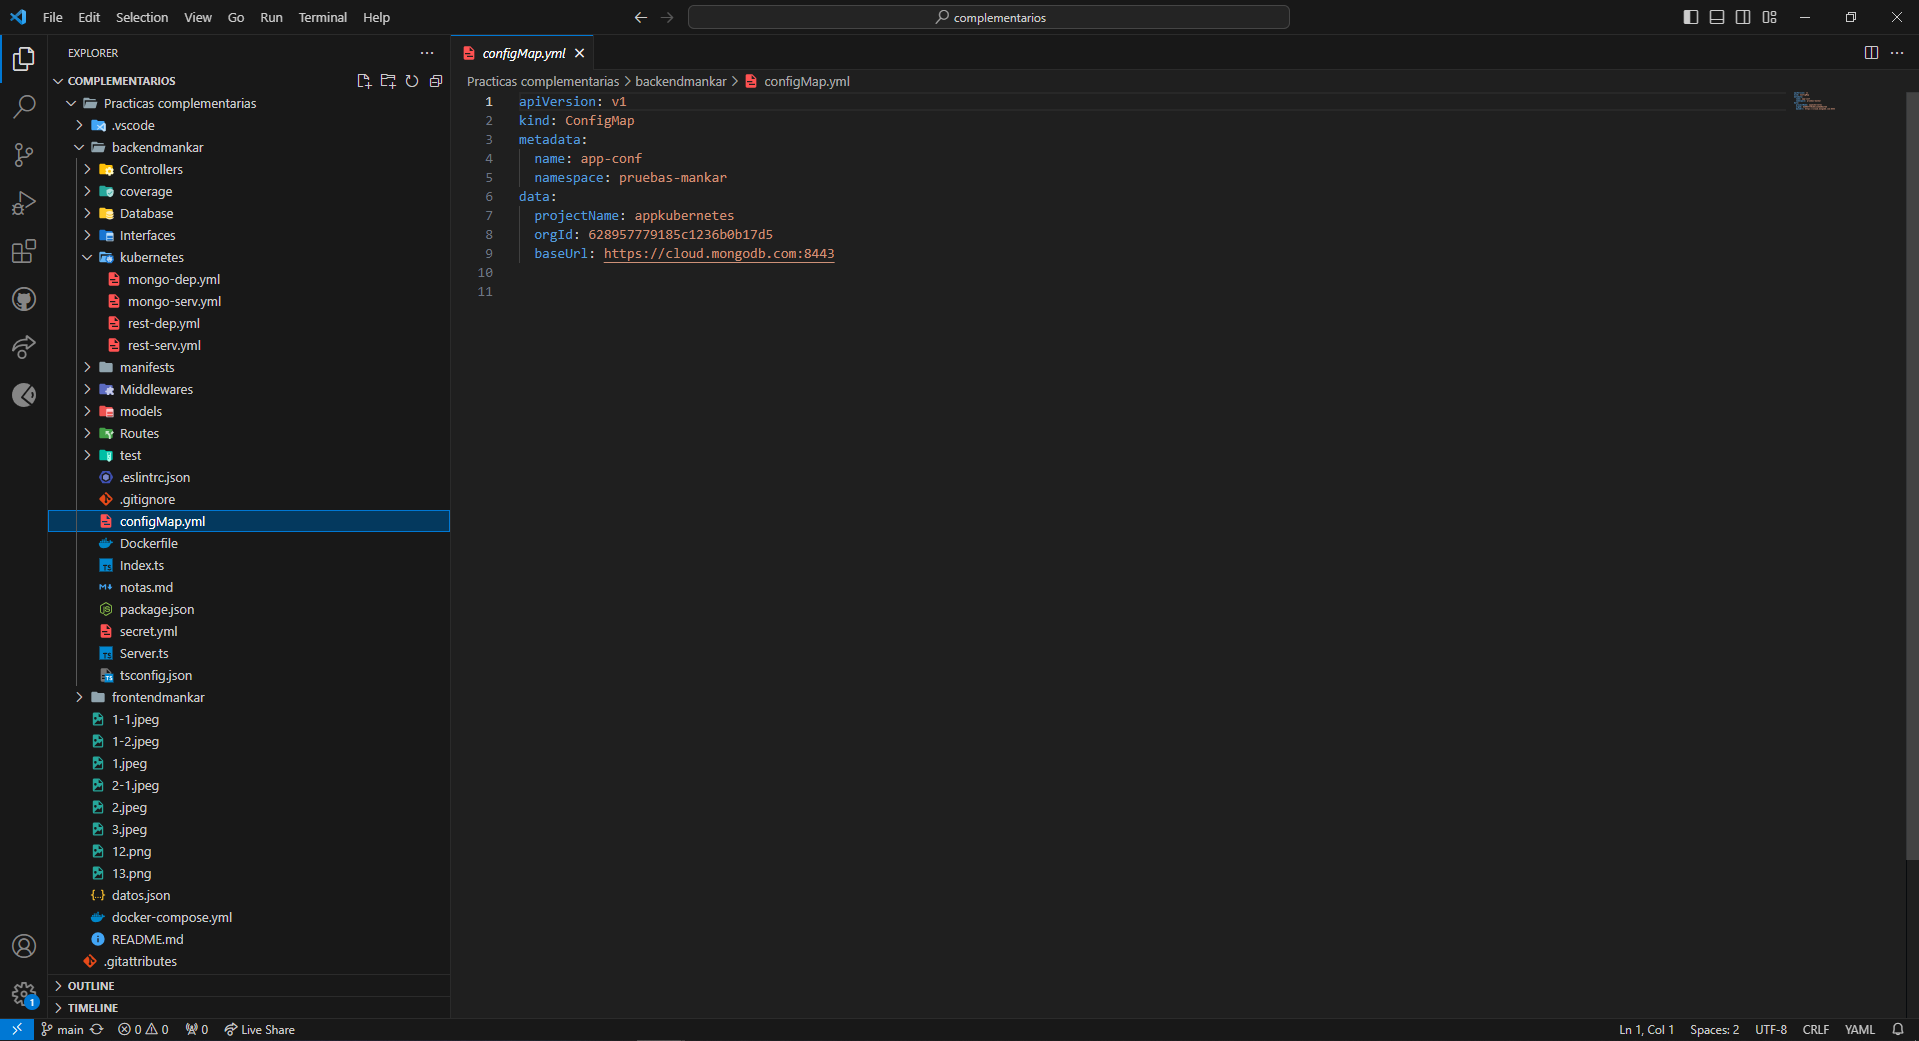 File Edit Selection View Go Run Terminal Help
complementarios
EXPLORER
COMPLEMENTARIOS
Practicas complementarias
.vscode
backendmankar
Controllers
coverage
Database
Interfaces
kubernetes
mongo-dep.yml
mongo-serv.yml
rest-dep.yml
rest-serv.yml
manifests
Middlewares
models
Routes
test
.eslintrc.json
.gitignore
configMap.yml
Dockerfile
Index.ts
notas.md
package.json
secret.yml
Server.ts
tsconfig.json
frontendmankar
1-1.jpeg
1-2.jpeg
1.jpeg
2-1.jpeg
2.jpeg
3.jpeg
12.png
13.png
datos.json
docker-compose.yml
README.md
.gitattributes
OUTLINE
TIMELINE
configMap.yml
Practicas complementarias > backendmankar > configMap.yml
1 apiVersion: v1
2 kind: ConfigMap
3 metadata:
4 name: app-conf
5 namespace: pruebas-mankar
6 data:
7 projectName: appkubernetes
8 orgId: 628957779185c1236b0b17d5
9 baseUrl: https://cloud.mongodb.com:8443
10
11
1
main 0 0 0 Live Share
Ln 1, Col 1 Spaces: 2 UTF-8 CRLF YAML